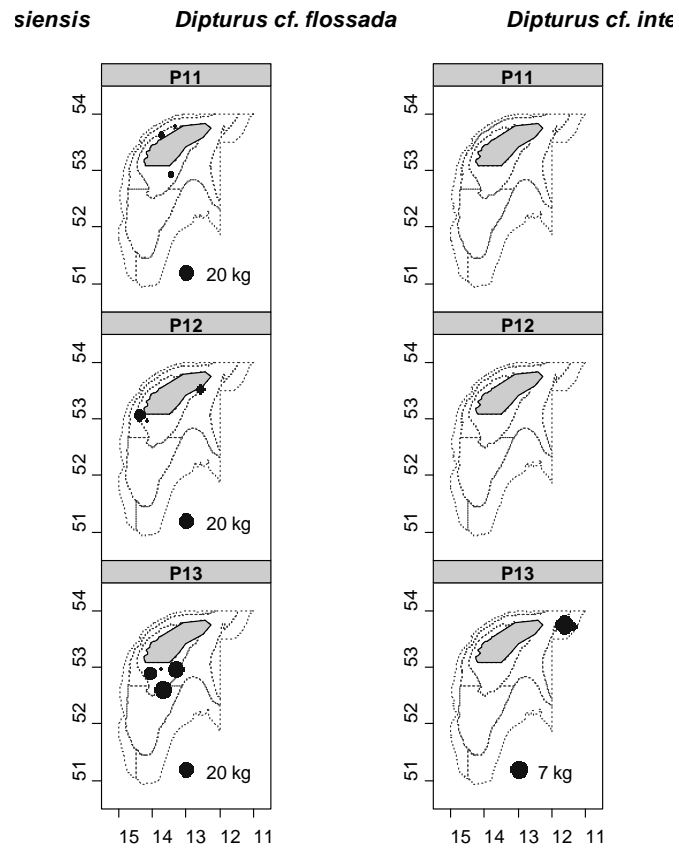 siensis Dipturus cf. flossada Dipturus cf. inte
P11 P11
54 54
53 53
52 52
51 51
20 kg
P12 P12
54 54
53 53
52 52
51 51
20 kg
P13 P13
54 54
53 53
52 52
51 51
20 kg 7 kg
15 14 13 12 11 15 14 13 12 11